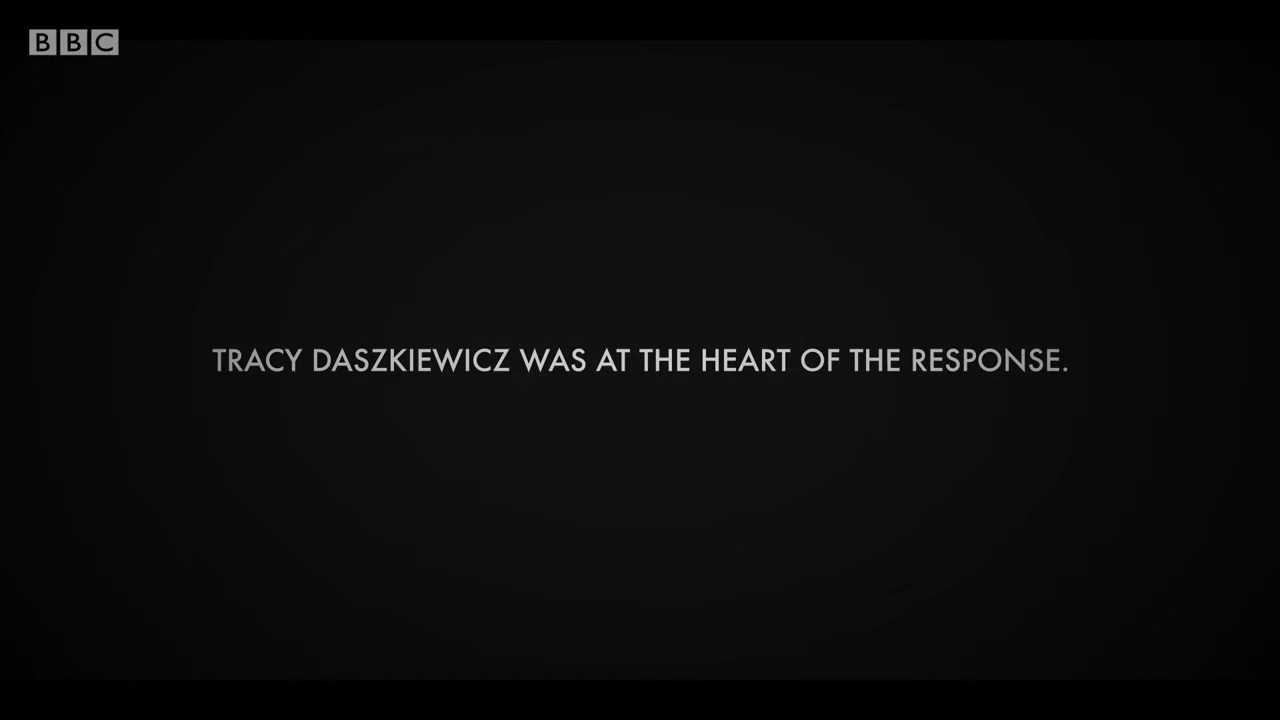 BBC
TRACY DASZKIEWICZ WAS AT THE HEART OF THE RESPONSE.